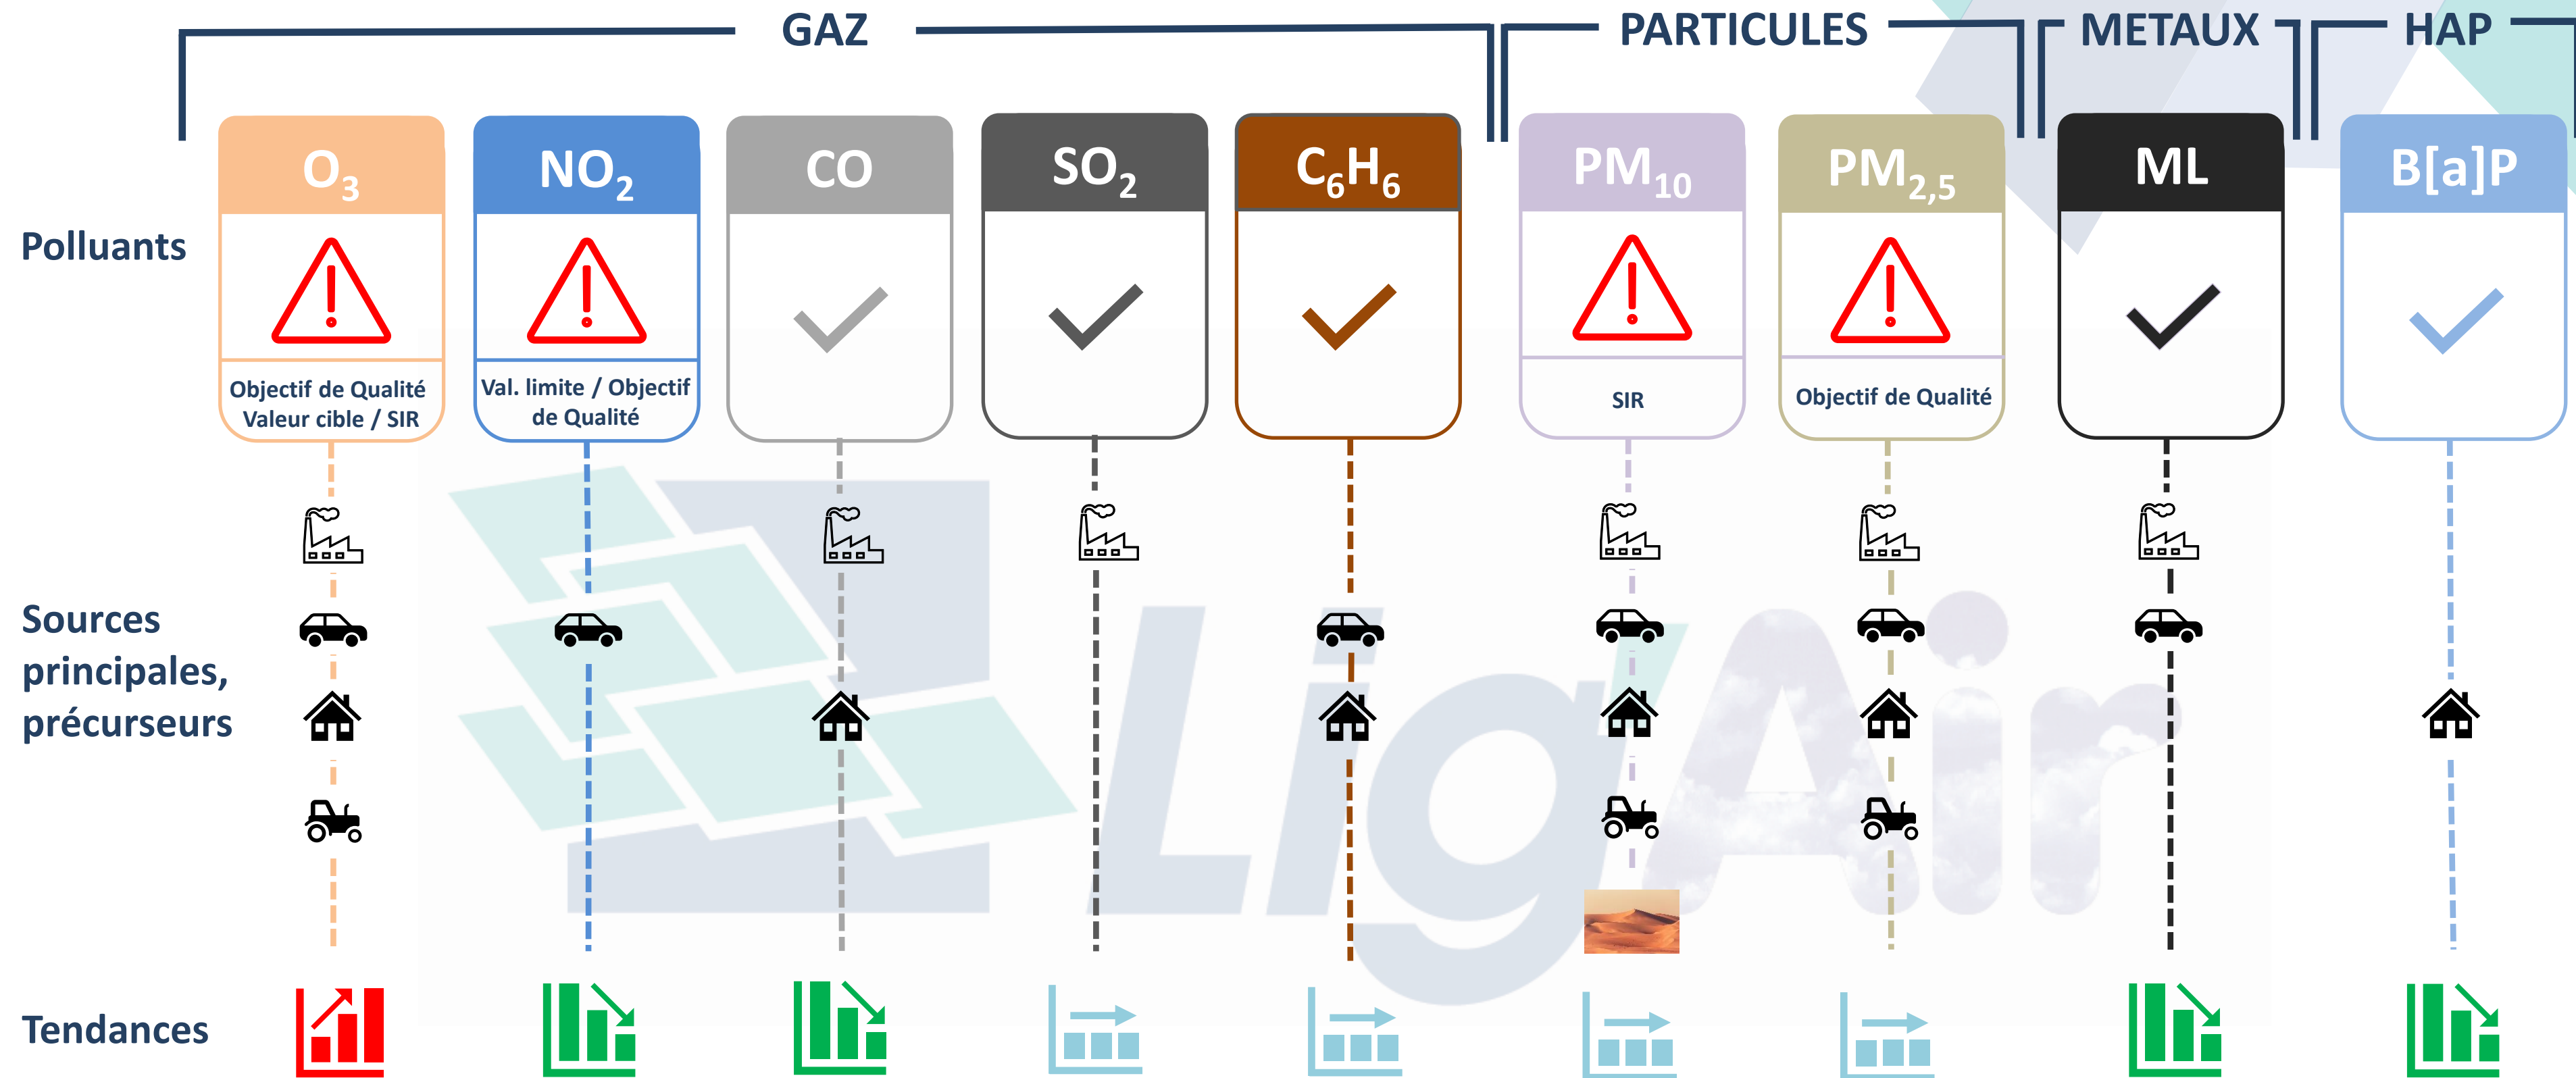 GAZ
PARTICULES
METAUX
HAP
Polluants
O3
NO2
CO
SO2
C6H6
PM10
PM2,5
ML
B[a]P
Objectif de Qualité
Valeur cible / SIR
Val. limite / Objectif
de Qualité
SIR
Objectif de Qualité
Sources
principales,
précurseurs
Lig'Air
Tendances